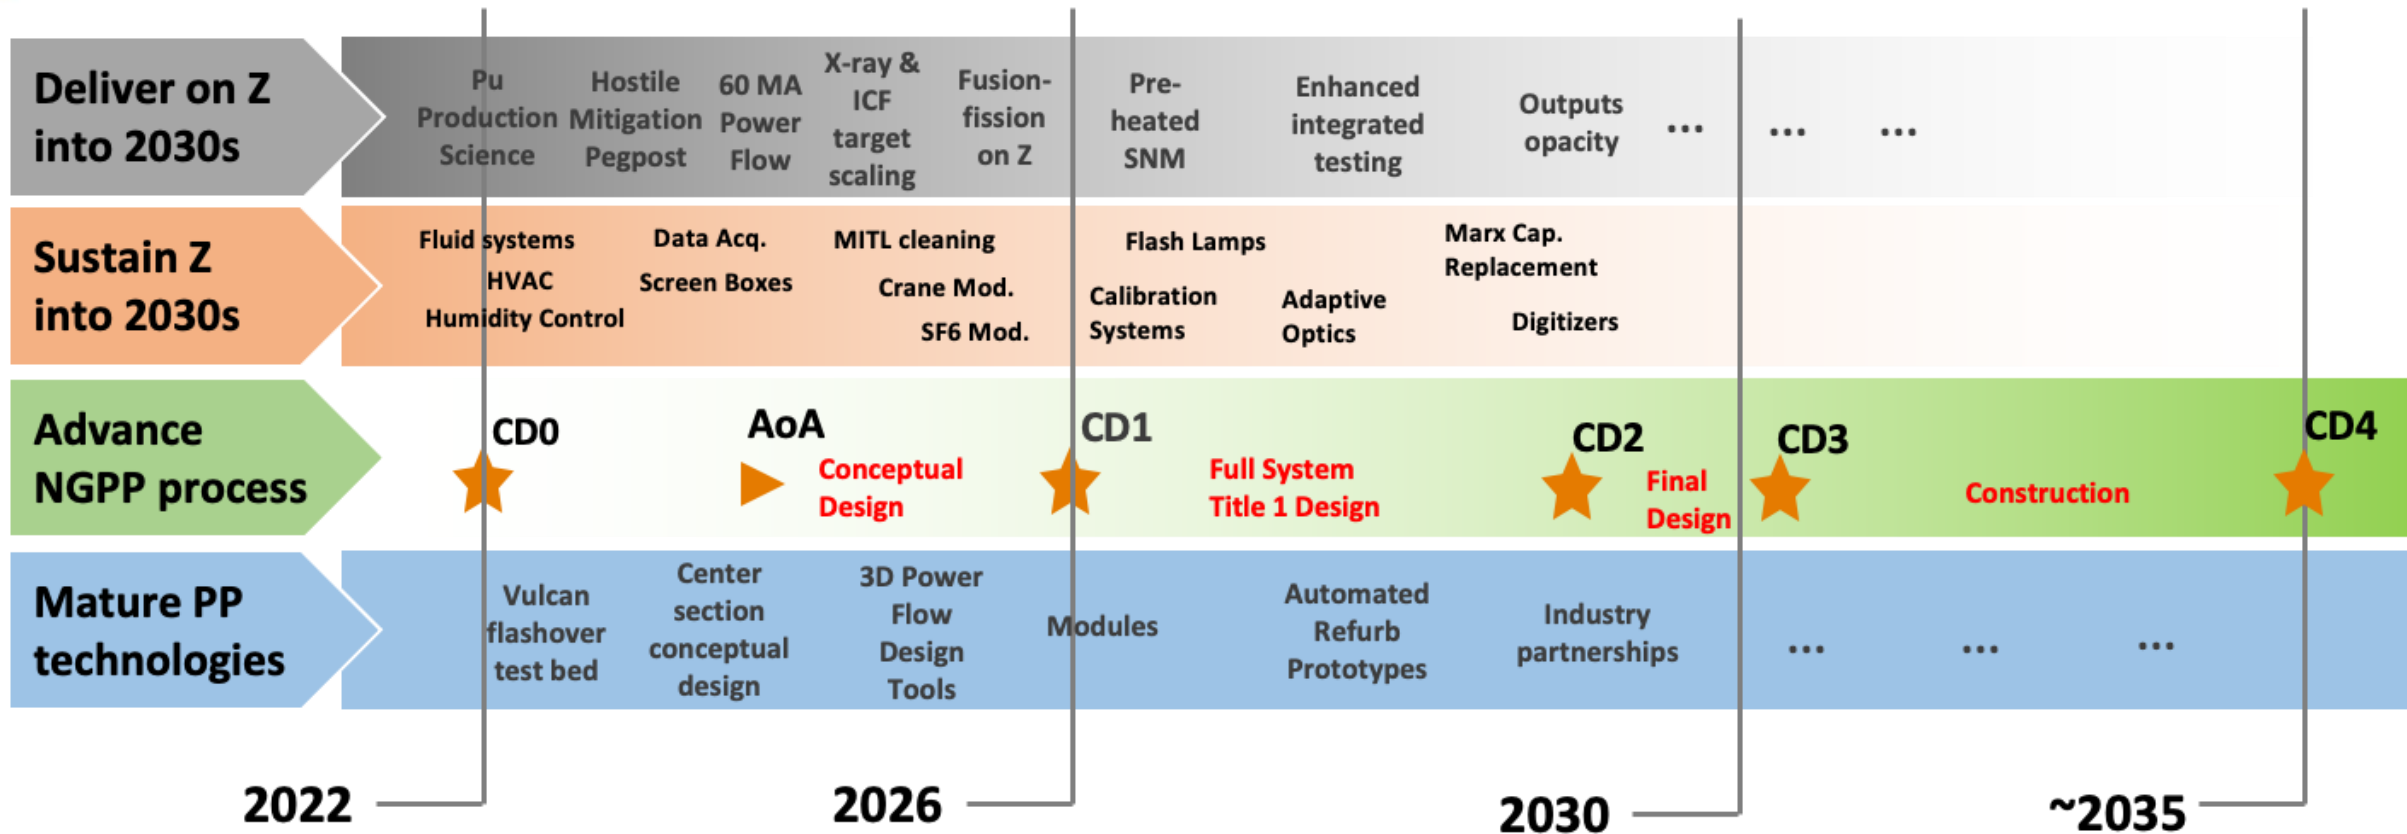 Deliver on Z
into 2030s
Pu
Production
Science
Hostile
Mitigation
Pegpost
60 MA
Power
Flow
X-ray &
ICF
target
scaling
Fusion-
fission
on Z
Pre-
heated
SNM
Enhanced
integrated
testing
Outputs
opacity
...
...
...
Sustain Z
into 2030s
Fluid systems
HVAC
Humidity Control
Data Acq.
Screen Boxes
MITL cleaning
Crane Mod.
SF6 Mod.
Flash Lamps
Calibration
Systems
Adaptive
Optics
Marx Cap.
Replacement
Digitizers
Advance
NGPP process
CD0
AoA
Conceptual
Design
CD1
Full System
Title 1 Design
CD2
Final
Design
CD3
Construction
CD4
Mature PP
technologies
Vulcan
flashover
test bed
Center
section
conceptual
design
3D Power
Flow
Design
Tools
Modules
Automated
Refurb
Prototypes
Industry
partnerships
...
...
...
2022
2026
2030
~2035